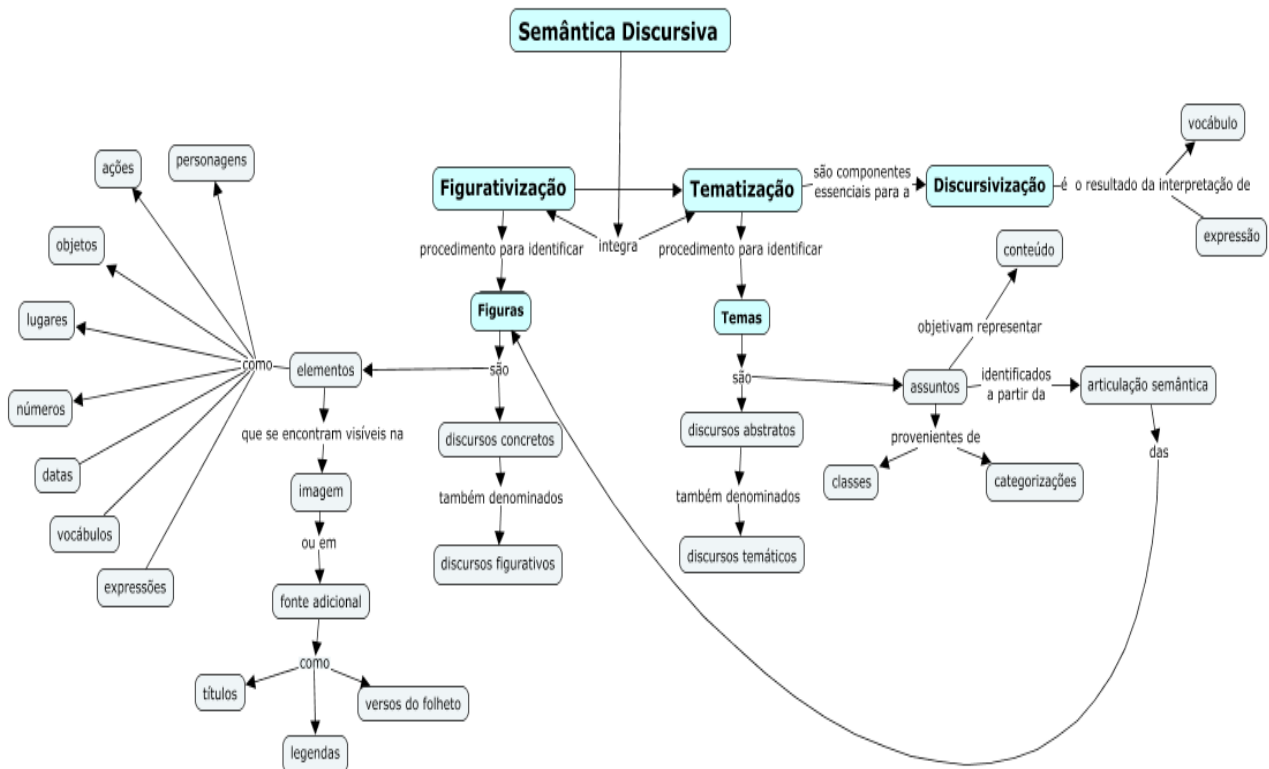 Semântica Discursiva
vocábulo
ações
personagens
são componentes
essenciais para a
Figurativização
Tematização
Discursivização
é o resultado da interpretação de
expressão
objetos
procedimento para identificar
integra
procedimento para identificar
conteúdo
lugares
Figuras
Temas
objetivam representar
como
elementos
são
são
assuntos
identificados
a partir da
articulação semântica
números
que se encontram visíveis na
discursos concretos
discursos abstratos
provenientes de
das
datas
imagem
também denominados
também denominados
classes
categorizações
vocábulos
ou em
discursos figurativos
discursos temáticos
expressões
fonte adicional
como
títulos
versos do folheto
legendas